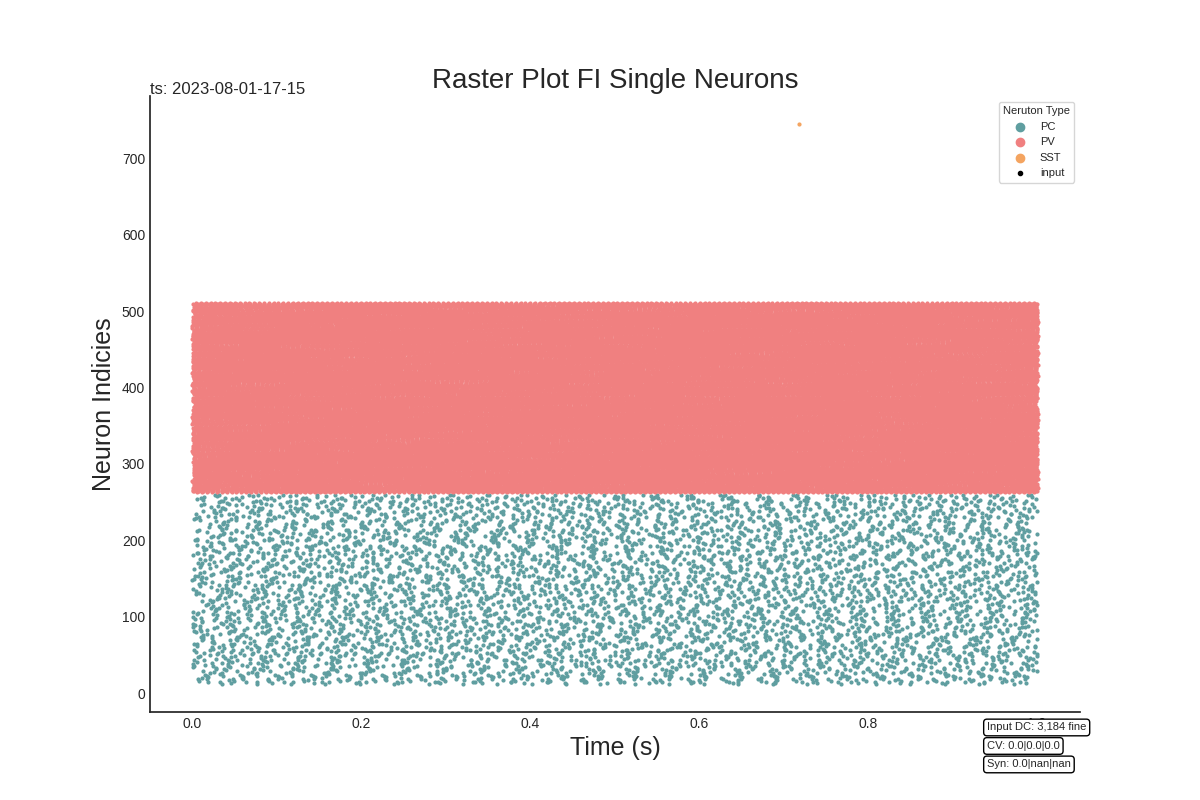 Raster Plot FI Single Neurons
ts: 2023-08-01-17-15
Neruton Type
PC
PV
SST
input
700
600
500
400
300
200
100
0
Neuron Indicies
0.0 0.2 0.4 0.6 0.8
Time (s)
Input DC: 3,184 fine
CV: 0.0|0.0|0.0
Syn: 0.0|nan|nan